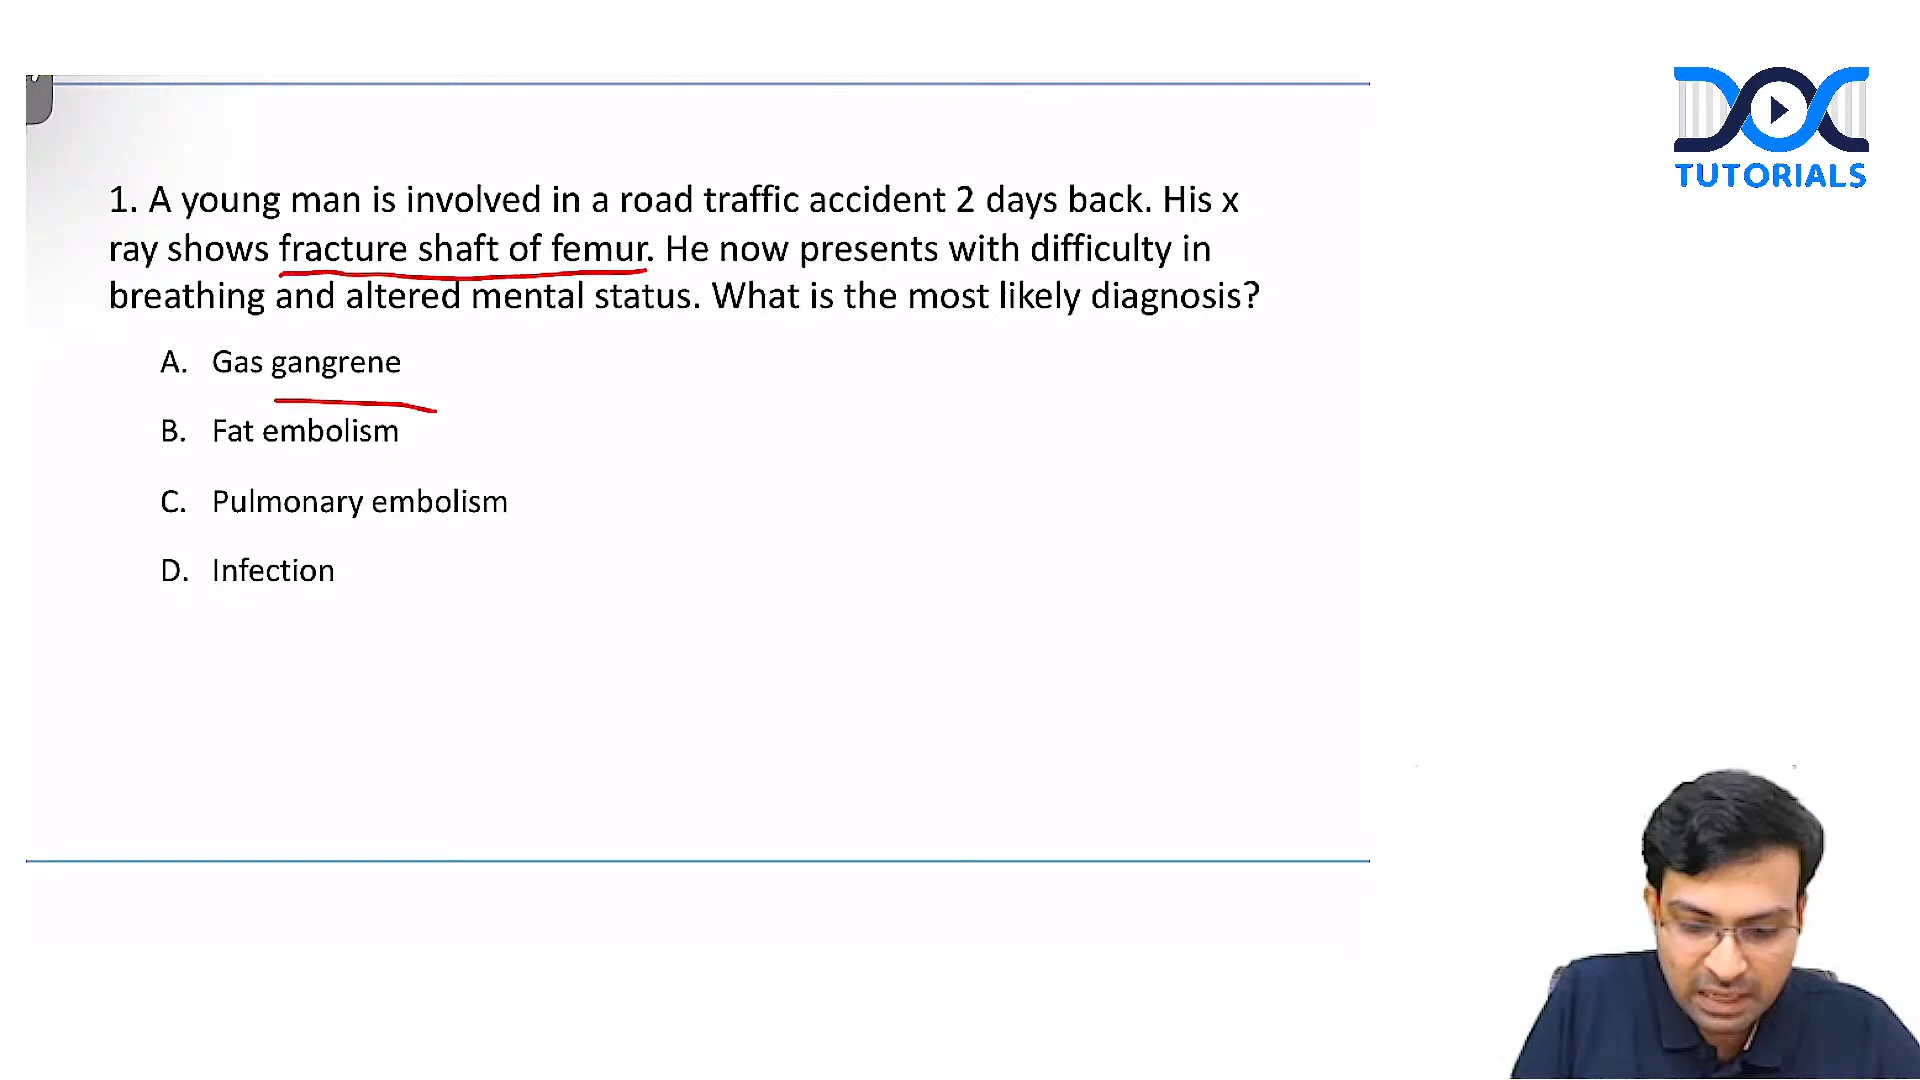 DOC
TUTORIALS
1. A young man is involved in a road traffic accident 2 days back. His x
ray shows fracture shaft of femur. He now presents with difficulty in
breathing and altered mental status. What is the most likely diagnosis?
A. Gas gangrene
B. Fat embolism
C. Pulmonary embolism
D. Infection